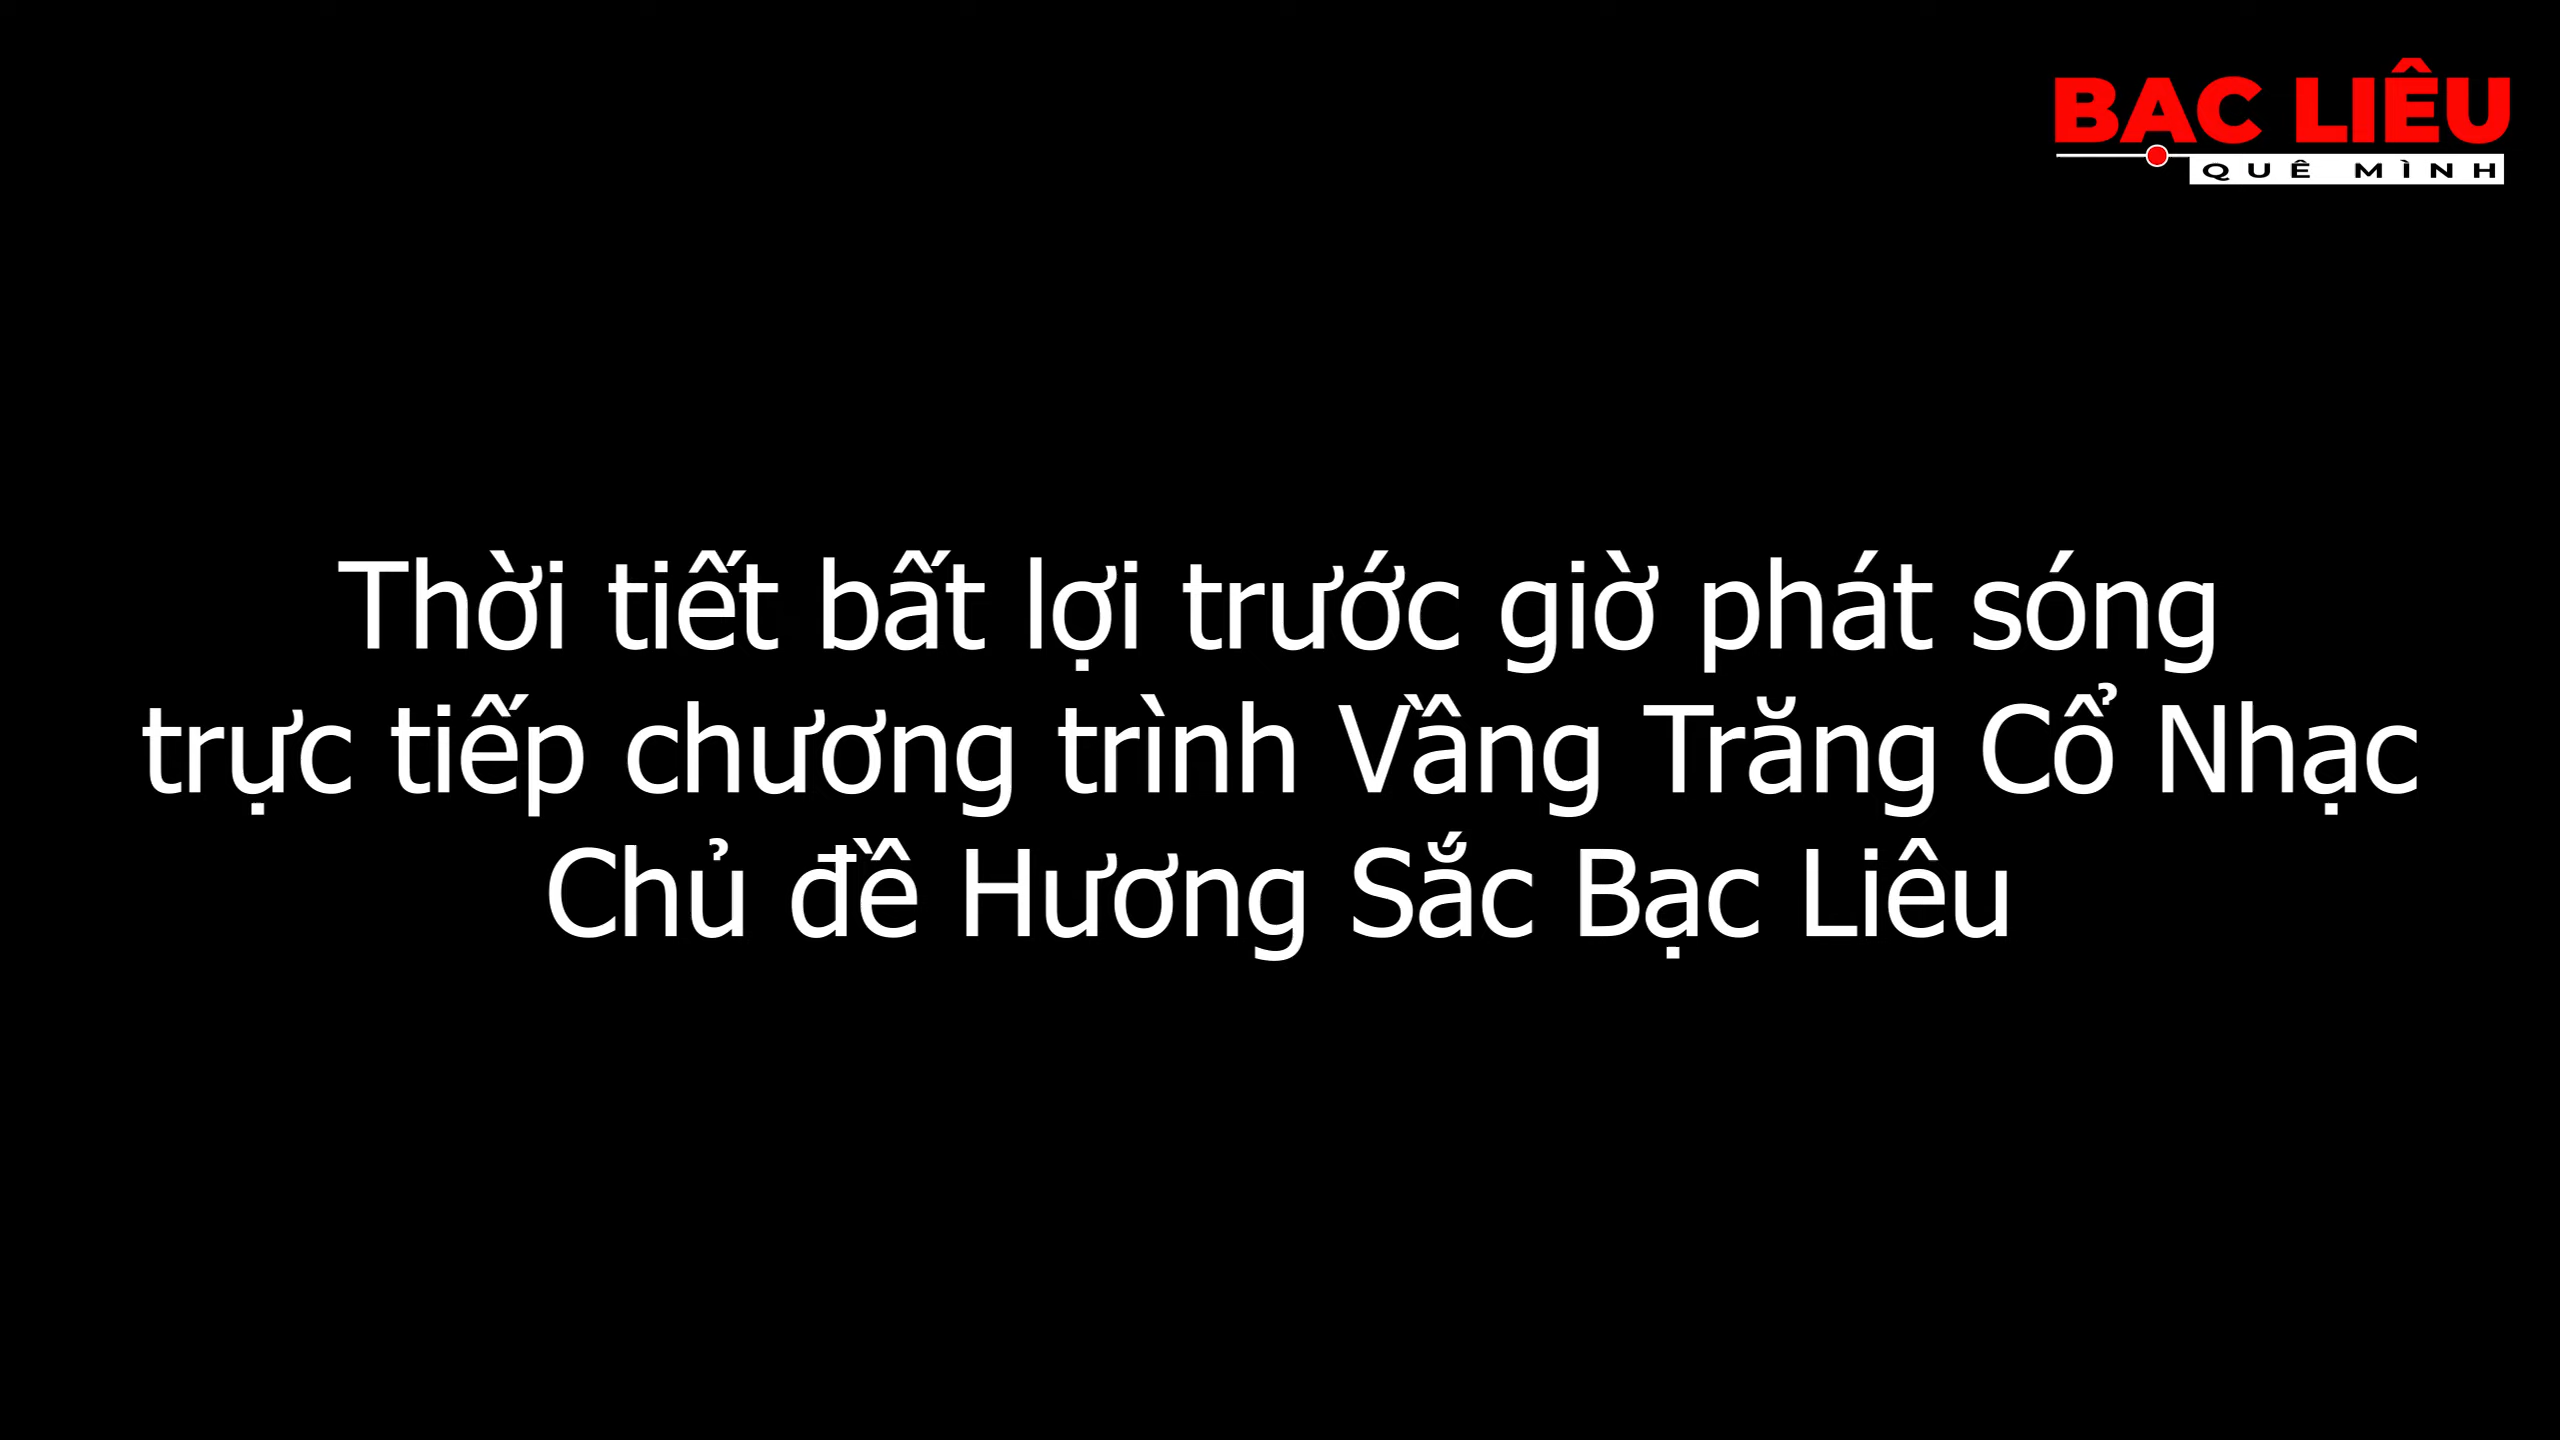 BẠC LIÊU
QUÊ MÌNH
Thời tiết bất lợi trước giờ phát sóng
trực tiếp chương trình Vầng Trăng Cổ Nhạc
Chủ đề Hương Sắc Bạc Liêu